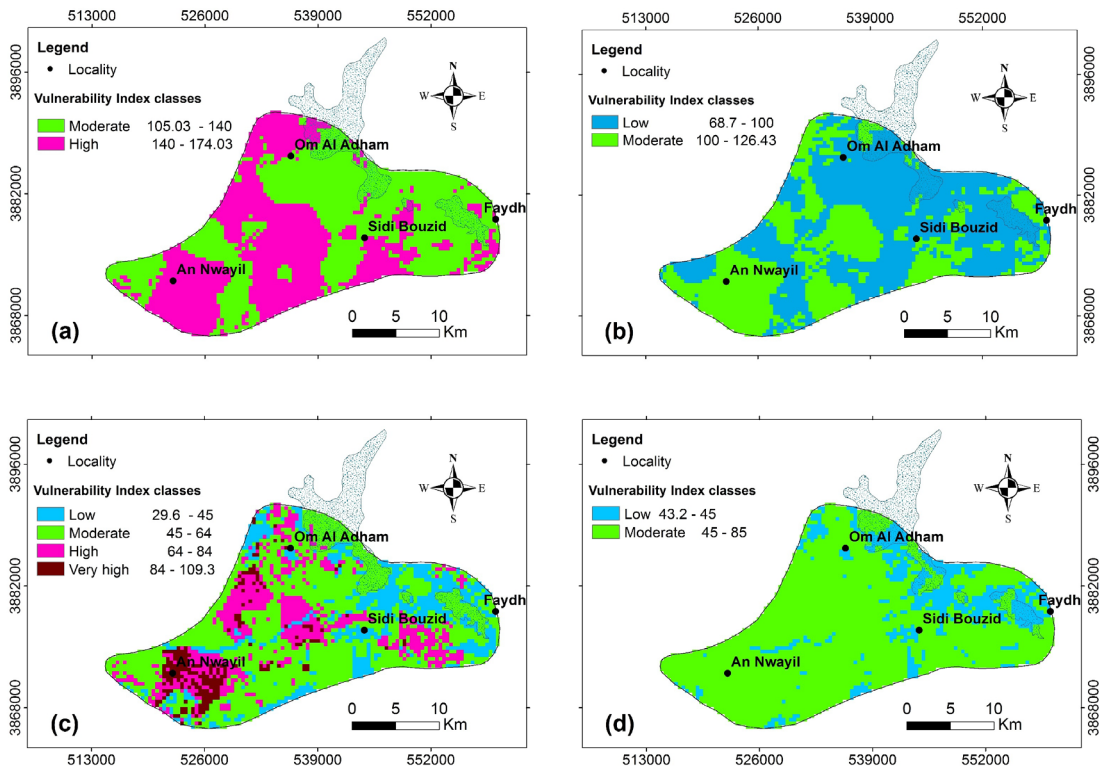 513000 526000 539000 552000
3896000
3882000
3868000
Legend
Locality
Vulnerability Index classes
Moderate 105.03 - 140
High 140 - 174.03
N
W E
S
Om Al Adham
Faydh
Sidi Bouzid
An Nwayil
(a)
0 5 10
Km
513000 526000 539000 552000
3896000
3882000
3868000
Legend
Locality
Vulnerability Index classes
Low 68.7 - 100
Moderate 100 - 126.43
N
W E
S
Om Al Adham
Faydh
Sidi Bouzid
An Nwayil
(b)
0 5 10
Km
3896000
3882000
3868000
Legend
Locality
Vulnerability Index classes
Low 29.6 - 45
Moderate 45 - 64
High 64 - 84
Very high 84 - 109.3
N
W E
S
Om Al Adham
Faydh
Sidi Bouzid
An Nwayil
(c)
0 5 10
Km
513000 526000 539000 552000
3896000
3882000
3868000
Legend
Locality
Vulnerability Index classes
Low 43.2 - 45
Moderate 45 - 85
N
W E
S
Om Al Adham
Faydh
Sidi Bouzid
An Nwayil
(d)
0 5 10
Km
513000 526000 539000 552000